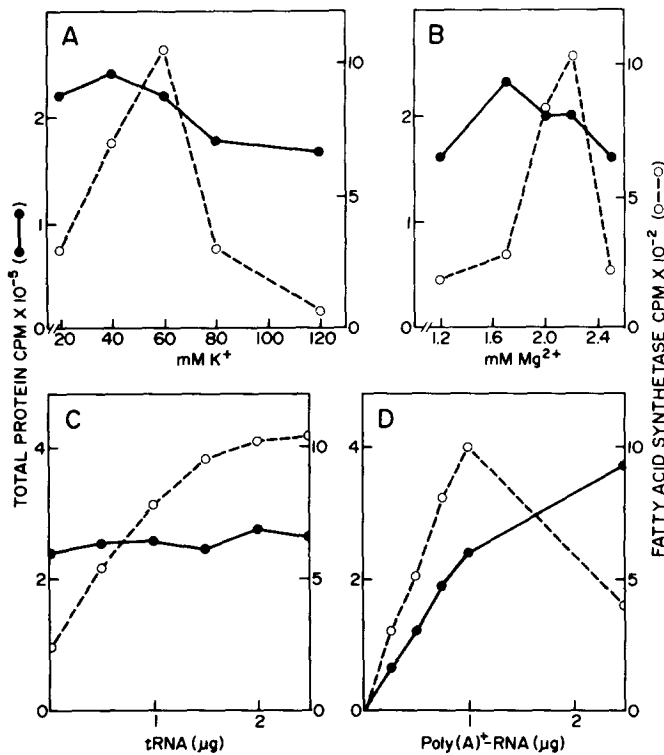 A
B
2
1
0
10
5
0
20 40 60 80 100 120
mM K+
2
1
0
10
5
0
1.2 1.6 2.0 2.4
mM Mg2+
C
D
4
2
0
10
5
0
1 2
tRNA (μg)
4
2
0
10
5
0
1 2
Poly(A)+-RNA (μg)
TOTAL PROTEIN CPM X 10-5 (●—●)
FATTY ACID SYNTHETASE CPM X 10-2 (○--○)